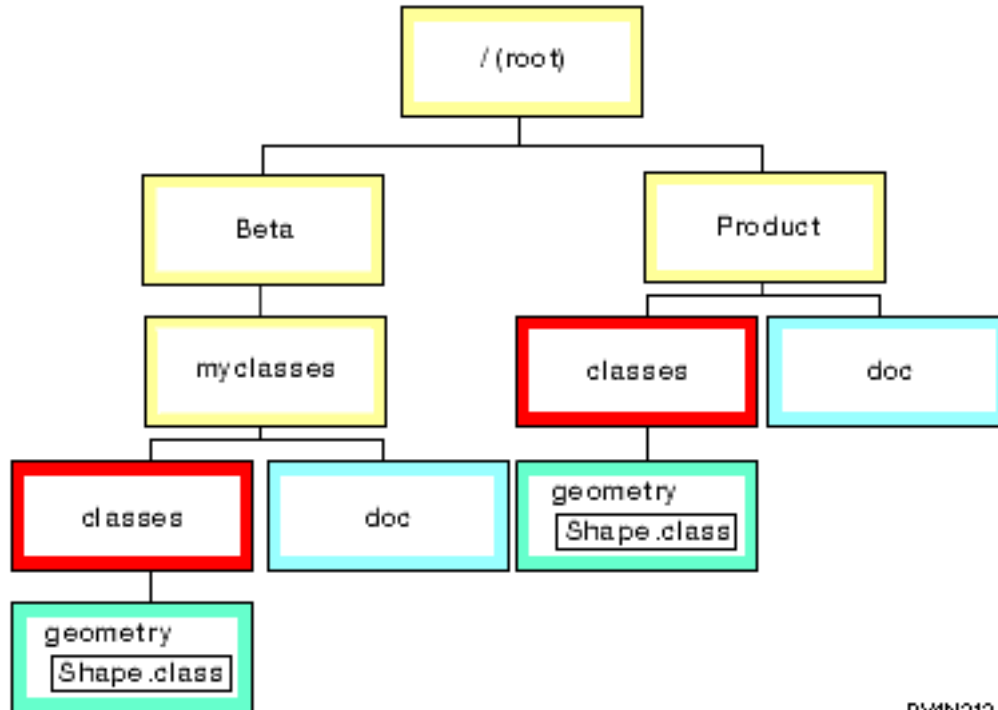 / (root)
Beta
Product
myclasses
classes
doc
classes
doc
geometry
Shape.class
geometry
Shape.class